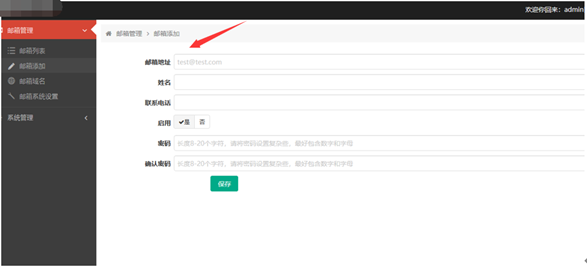 欢迎你回来：admin
邮箱管理
邮箱管理 > 邮箱添加
邮箱列表
邮箱添加
邮箱域名
邮箱系统设置
系统管理
邮箱地址 test@test.com
姓名
联系电话
启用 是 否
密码 长度8-20个字符，请将密码设置复杂些，最好包含数字和字母
确认密码 长度8-20个字符，请将密码设置复杂些，最好包含数字和字母
保存